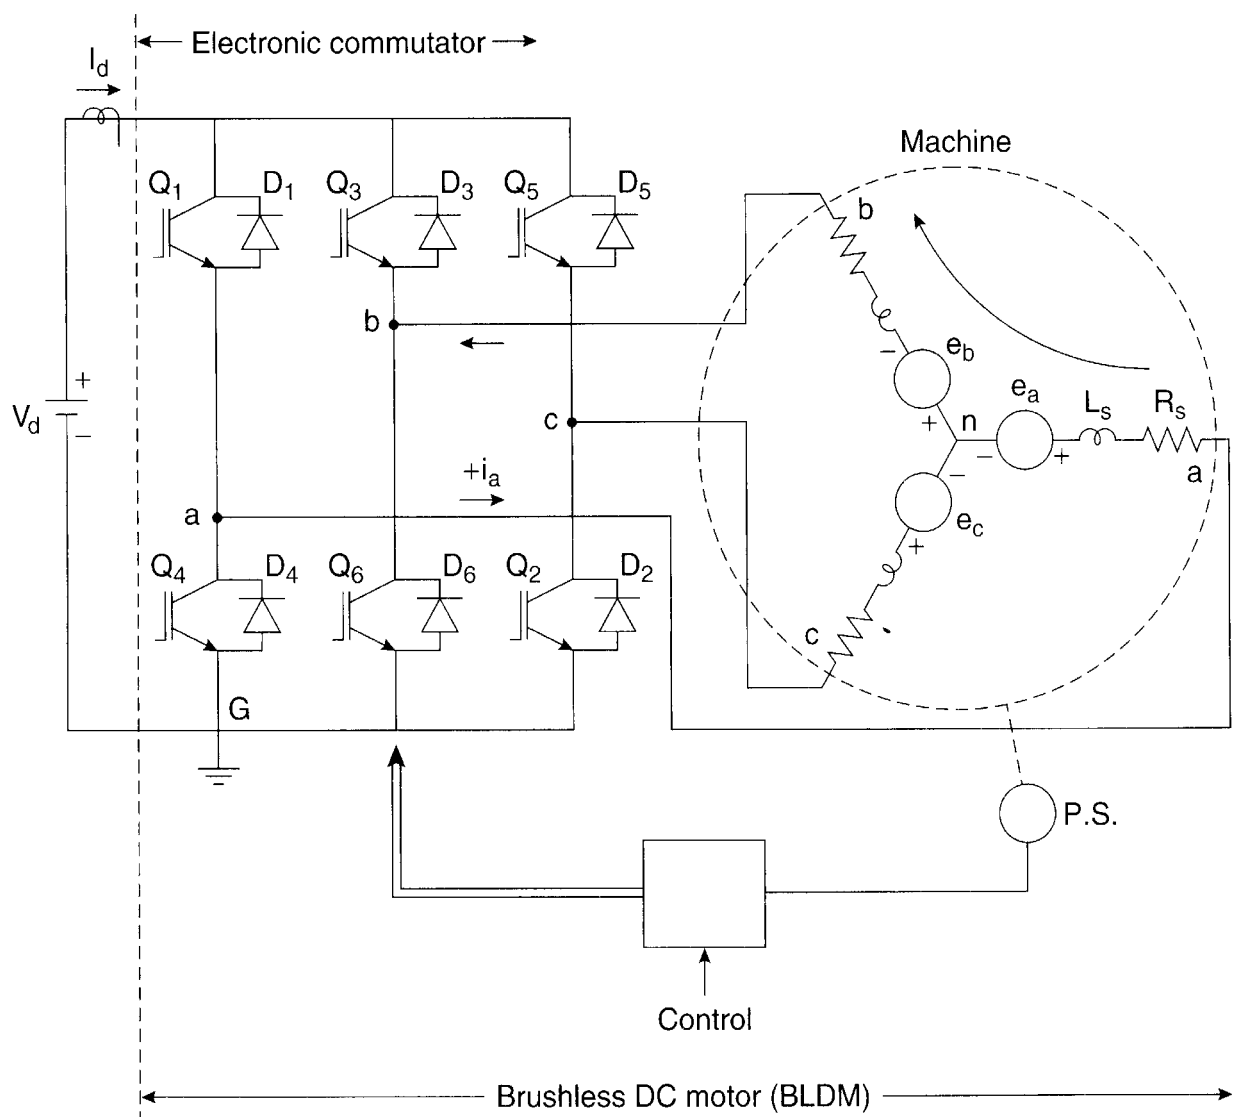 Electronic commutator
I_d
Machine
Q_1 D_1 Q_3 D_3 Q_5 D_5
b
b
− e_b
+
n
e_a
L_s R_s
− +
a
c
V_d
+
−
+i_a
a
−
e_c
+
Q_4 D_4 Q_6 D_6 Q_2 D_2
c
G
P.S.
Control
Brushless DC motor (BLDM)